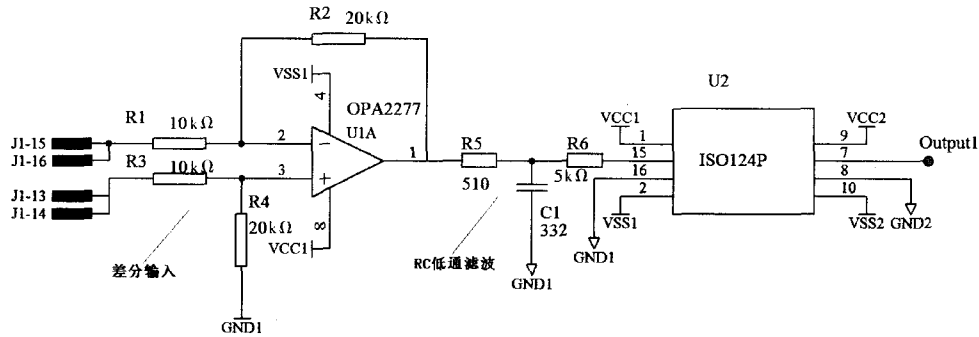 R2
20kΩ
VSS1
4
OPA2277
U1A
U2
R1
10kΩ
J1-15
J1-16
2
R3
10kΩ
3
1
R5
510
R6
5kΩ
VCC1
1
15
16
2
ISO124P
9
7
8
10
VCC2
Output1
J1-13
J1-14
R4
20kΩ
8
VCC1
C1
332
VSS1
VSS2
GND2
GND1
差分输入
RC低通滤波
GND1
GND1